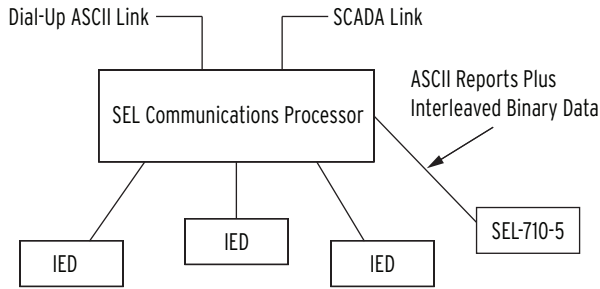 Dial-Up ASCII Link
SCADA Link
SEL Communications Processor
ASCII Reports Plus
Interleaved Binary Data
SEL-710-5
IED
IED
IED